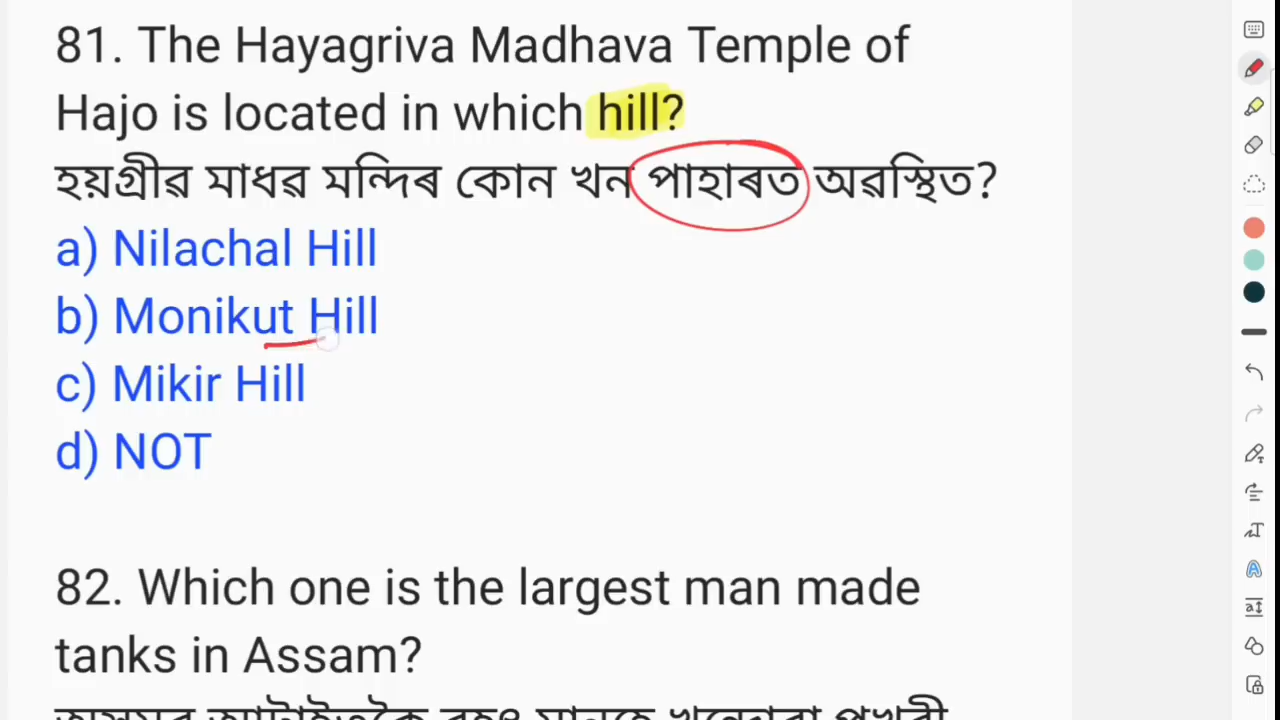 81. The Hayagriva Madhava Temple of
Hajo is located in which hill?
হয়গ্ৰীৱ মাধৱ মন্দিৰ কোন খন পাহাৰত অৱস্থিত?
a) Nilachal Hill
b) Monikut Hill
c) Mikir Hill
d) NOT
82. Which one is the largest man made
tanks in Assam?